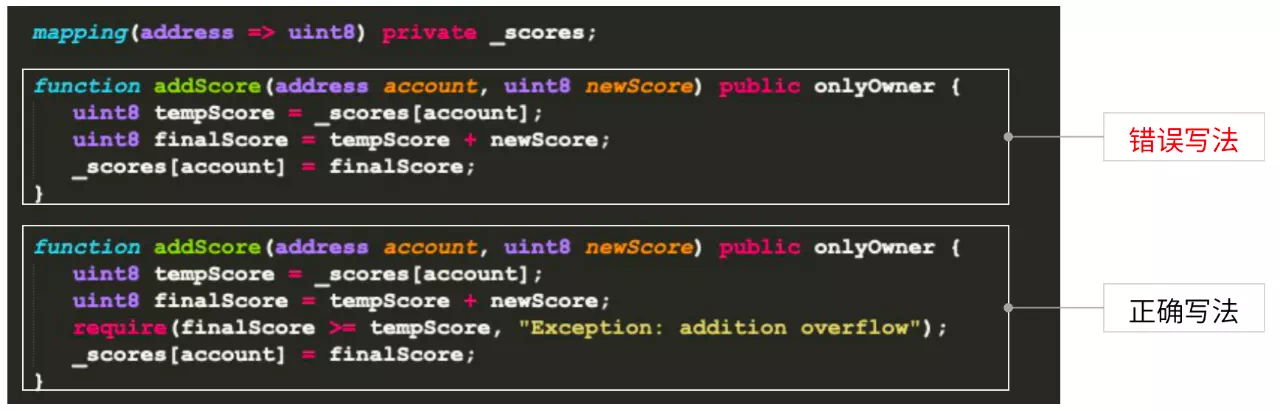 mapping(address => uint8) private _scores;
function addScore(address account, uint8 newScore) public onlyOwner {
uint8 tempScore = _scores[account];
uint8 finalScore = tempScore + newScore;
_scores[account] = finalScore;
}
错误写法
function addScore(address account, uint8 newScore) public onlyOwner {
uint8 tempScore = _scores[account];
uint8 finalScore = tempScore + newScore;
require(finalScore >= tempScore, "Exception: addition overflow");
_scores[account] = finalScore;
}
正确写法